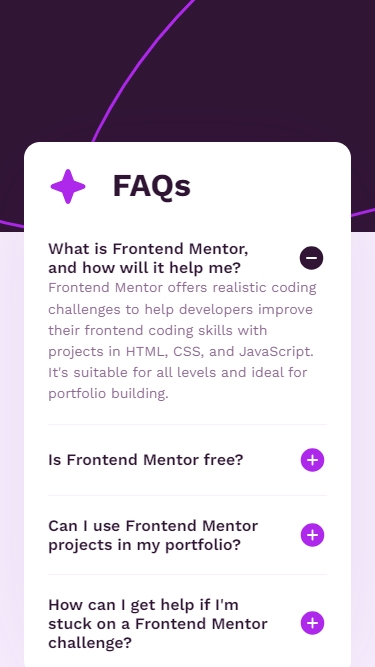 FAQs
What is Frontend Mentor,
and how will it help me?
Frontend Mentor offers realistic coding
challenges to help developers improve
their frontend coding skills with
projects in HTML, CSS, and JavaScript.
It's suitable for all levels and ideal for
portfolio building.
Is Frontend Mentor free?
Can I use Frontend Mentor
projects in my portfolio?
How can I get help if I'm
stuck on a Frontend Mentor
challenge?